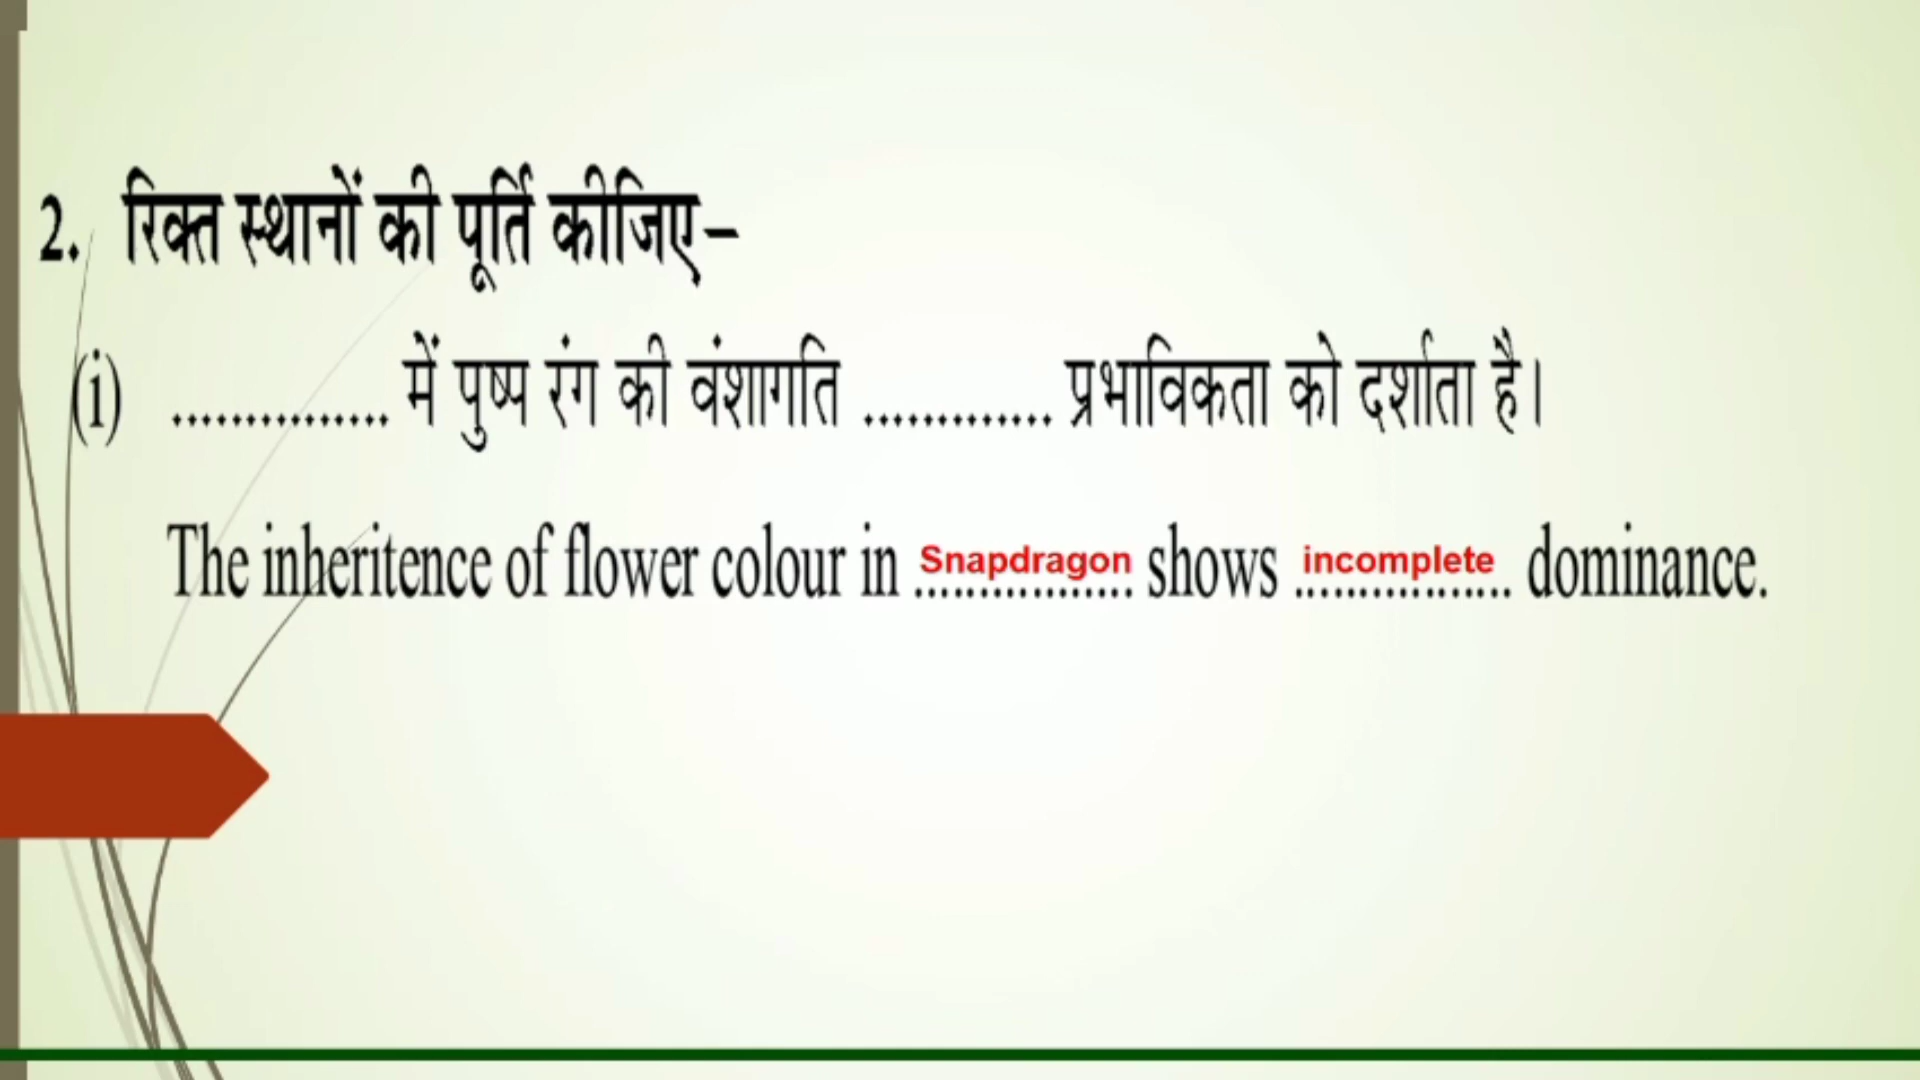 2. रिक्त स्थानों की पूर्ति कीजिए–
(i) ............... में पुष्प रंग की वंशागति ............. प्रभाविकता को दर्शाता है।
The inheritence of flower colour in Snapdragon shows incomplete dominance.